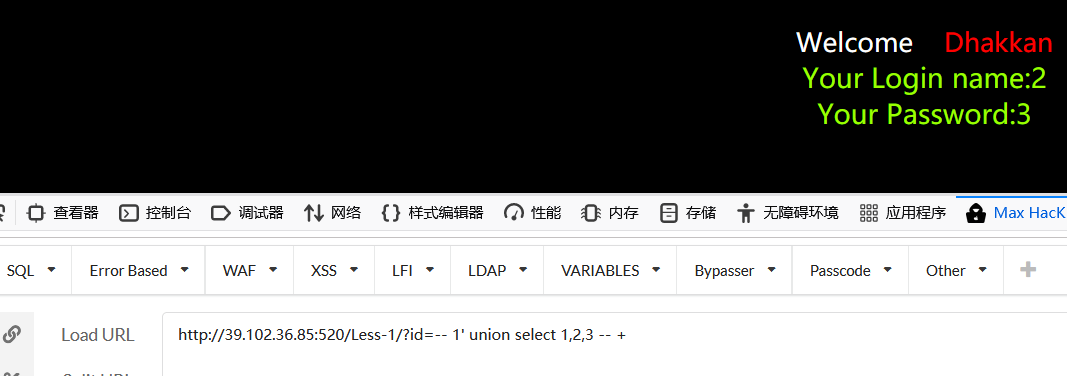 Welcome Dhakkan
Your Login name:2
Your Password:3
查看器 控制台 调试器 网络 样式编辑器 性能 内存 存储 无障碍环境 应用程序 Max HacK
SQL Error Based WAF XSS LFI LDAP VARIABLES Bypasser Passcode Other
Load URL http://39.102.36.85:520/Less-1/?id=-- 1' union select 1,2,3 -- +